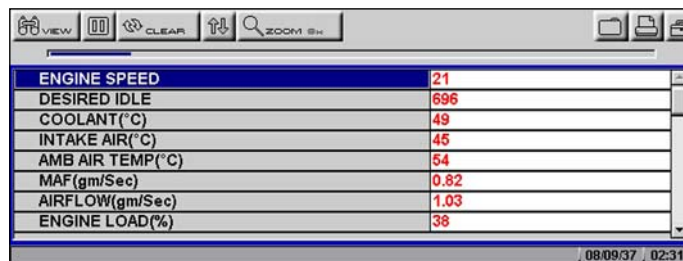 VIEW CLEAR ZOOM 8x
ENGINE SPEED 21
DESIRED IDLE 696
COOLANT(°C) 49
INTAKE AIR(°C) 45
AMB AIR TEMP(°C) 54
MAF(gm/Sec) 0.82
AIRFLOW(gm/Sec) 1.03
ENGINE LOAD(%) 38
08/09/37 02:31